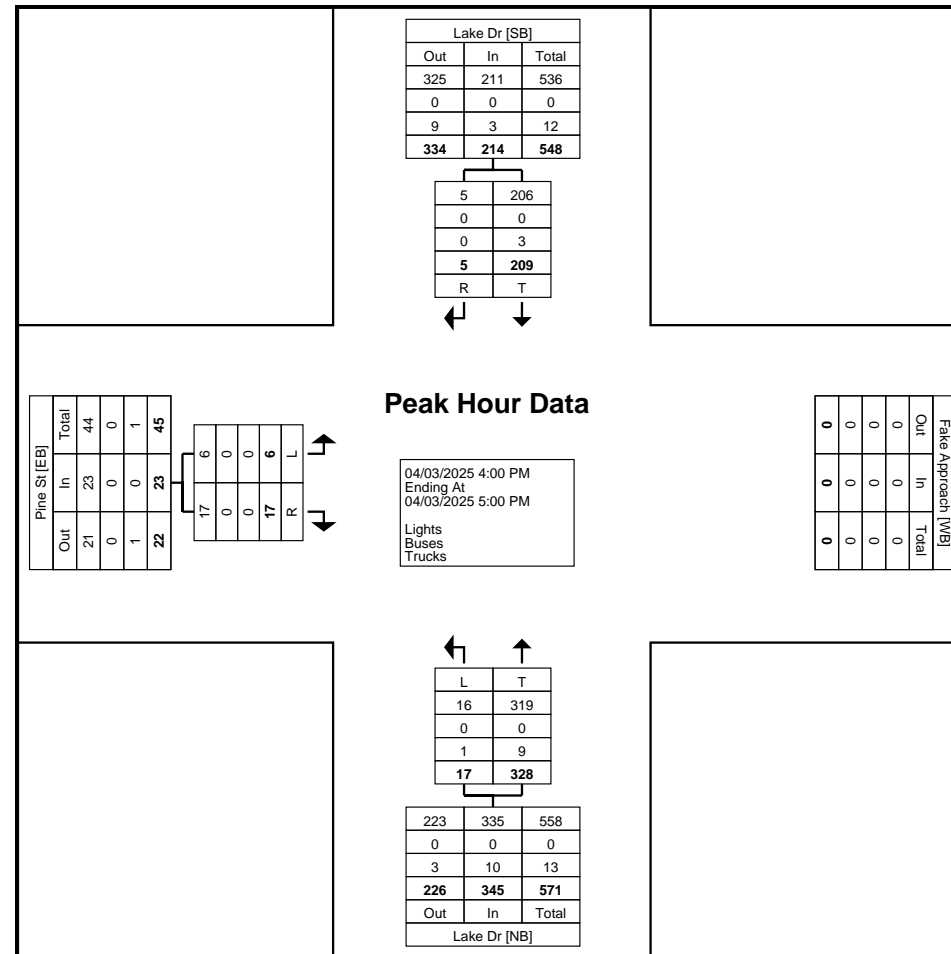 Lake Dr [SB]
Out In Total
325 211 536
0 0 0
9 3 12
334 214 548
5 206
0 0
0 3
5 209
R T
Peak Hour Data
Pine St [EB]
Total In Out
44 23 21
0 0 0
1 0 1
45 23 22
6 17
0 0
0 0
6 17
L R
04/03/2025 4:00 PM
Ending At
04/03/2025 5:00 PM
Lights
Buses
Trucks
Fake Approach [WB]
Out In Total
0 0 0
0 0 0
0 0 0
0 0 0
L T
16 319
0 0
1 9
17 328
223 335 558
0 0 0
3 10 13
226 345 571
Out In Total
Lake Dr [NB]